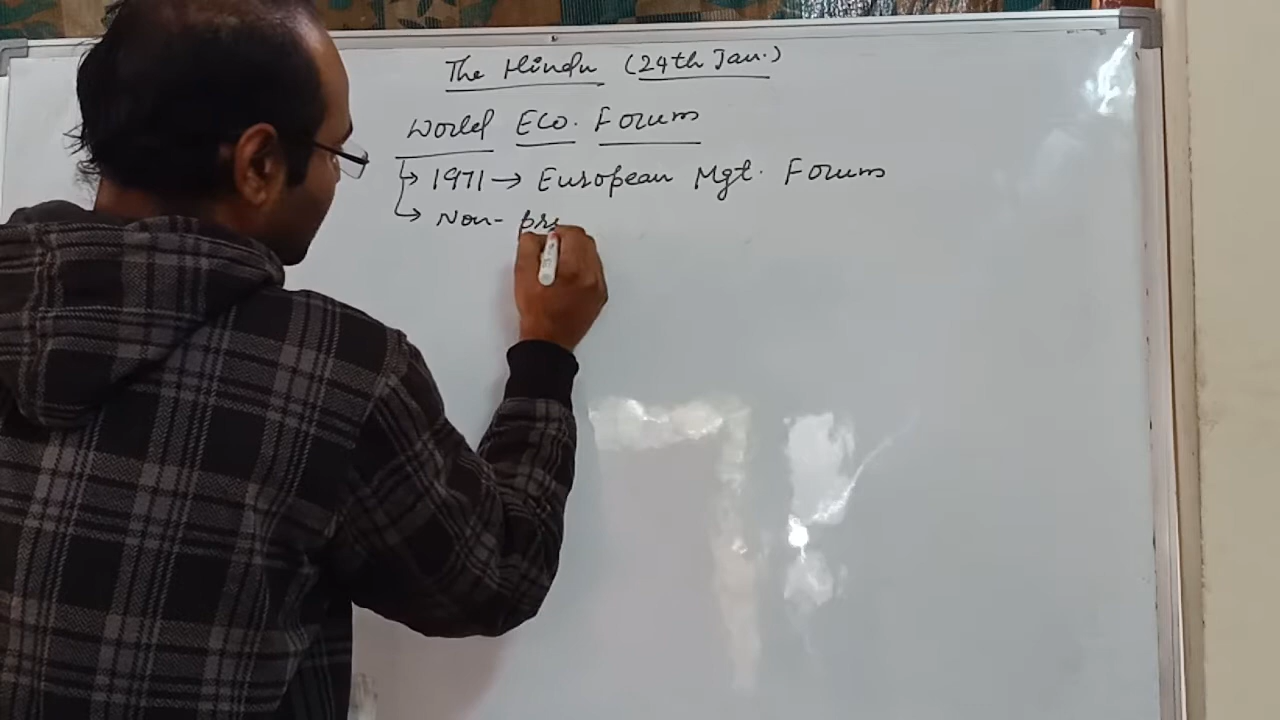 The Hindu (24th Jan.)
World Eco. Forum
→ 1971 → European Mgt. Forum
→ Non-